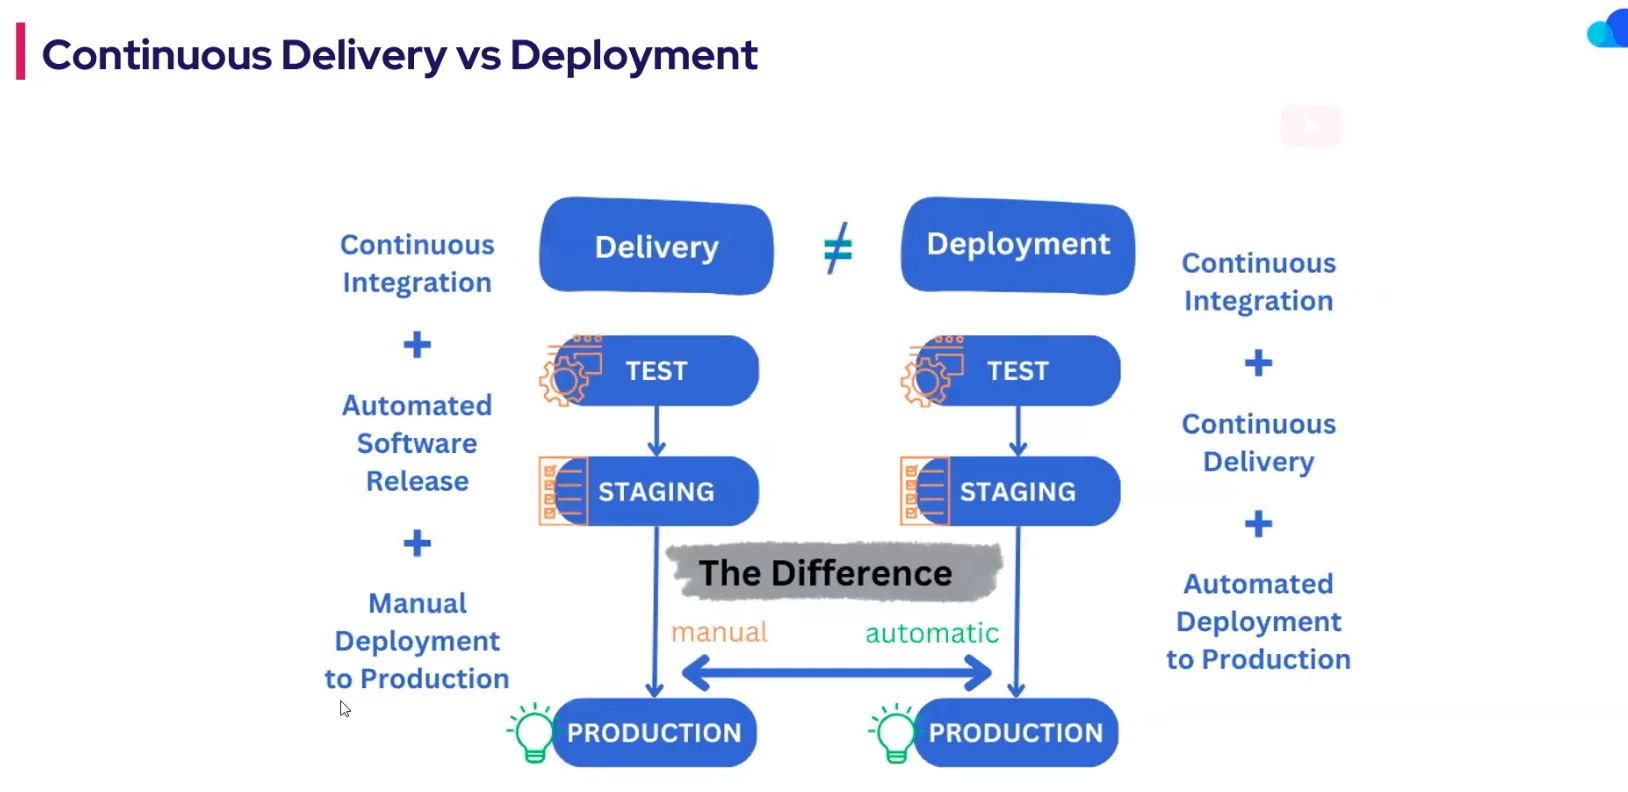 Continuous Delivery vs Deployment
Continuous
Integration
+
Automated
Software
Release
+
Manual
Deployment
to Production
Delivery
≠
Deployment
TEST
TEST
STAGING
STAGING
The Difference
manual
automatic
PRODUCTION
PRODUCTION
Continuous
Integration
+
Continuous
Delivery
+
Automated
Deployment
to Production